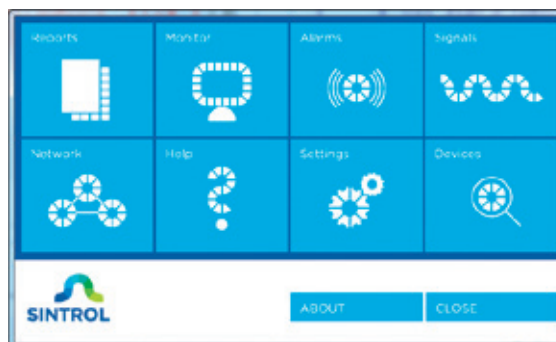 Reports Monitor Alarms Signals
Network Help Settings Devices
SINTROL ABOUT CLOSE